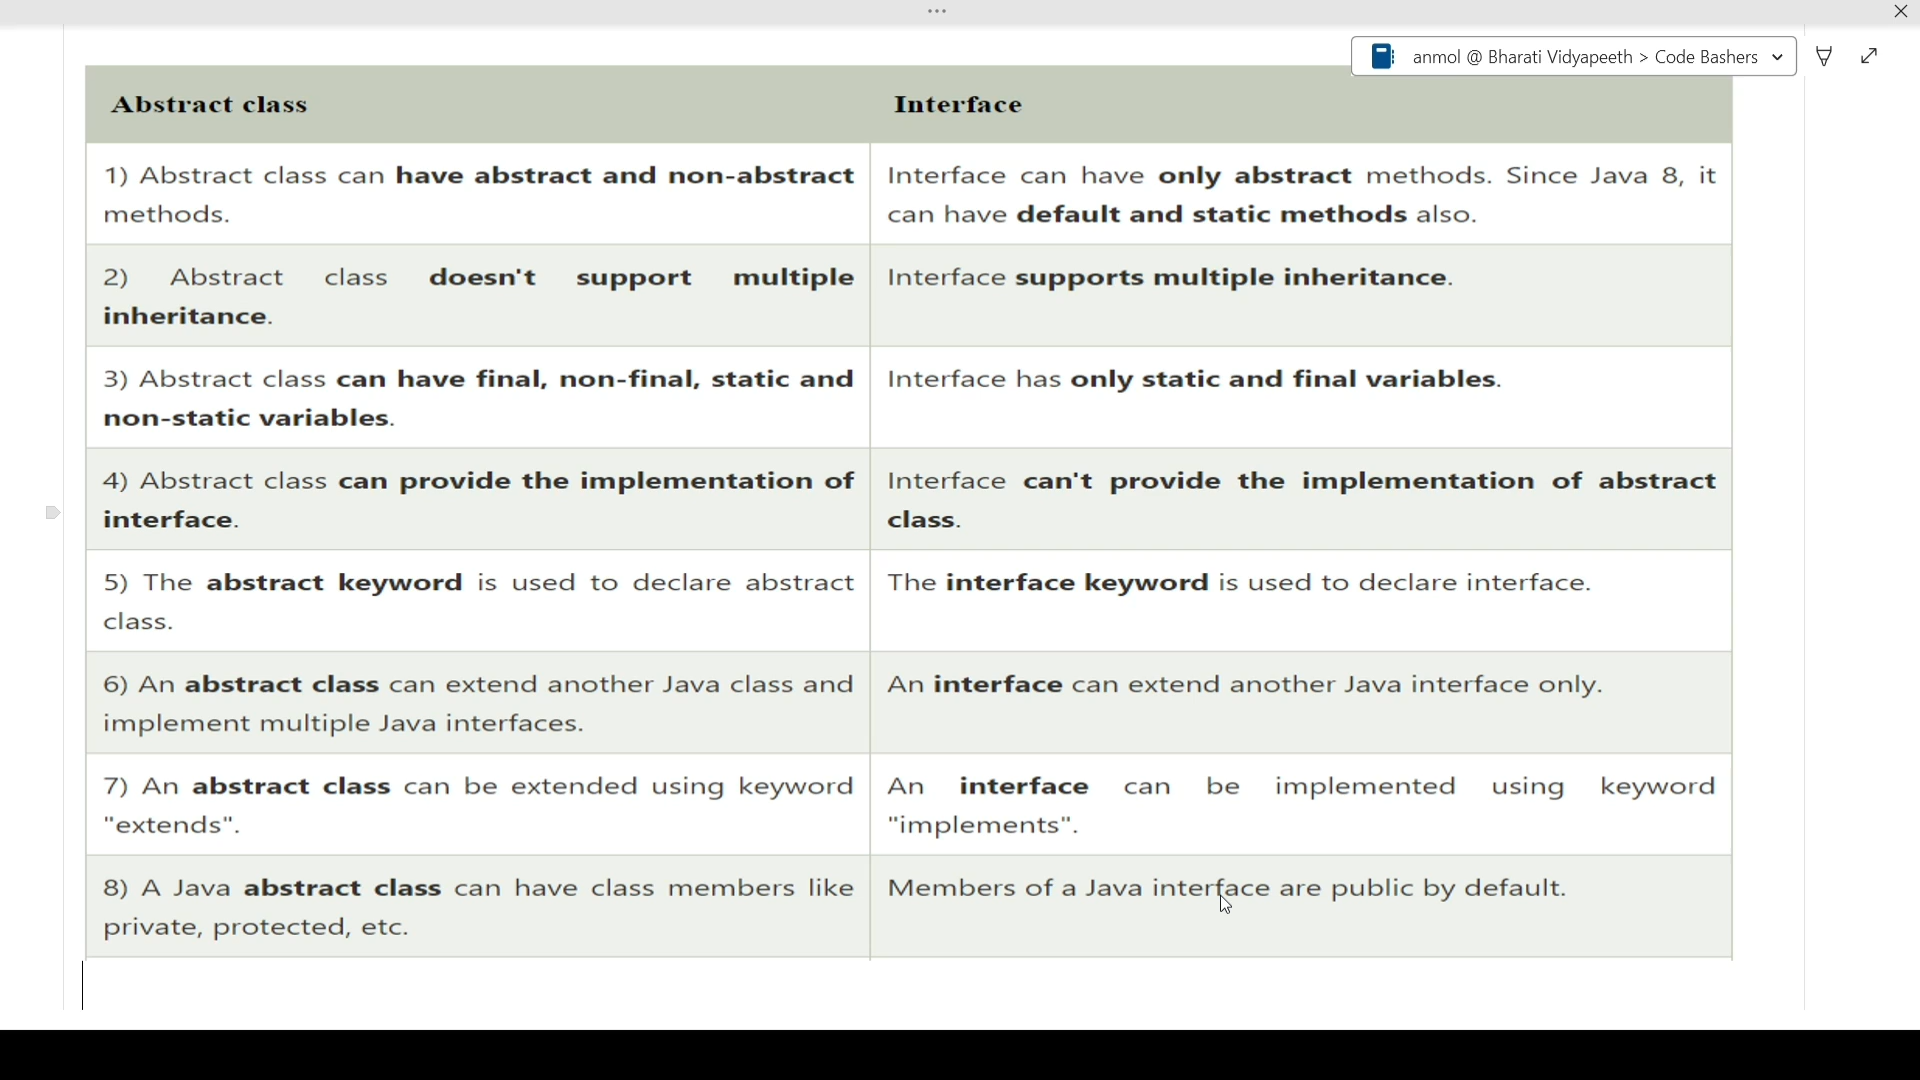 anmol @ Bharati Vidyapeeth > Code Bashers
Abstract class
Interface
1) Abstract class can have abstract and non-abstract
methods.
Interface can have only abstract methods. Since Java 8, it
can have default and static methods also.
2) Abstract class doesn't support multiple
inheritance.
Interface supports multiple inheritance.
3) Abstract class can have final, non-final, static and
non-static variables.
Interface has only static and final variables.
4) Abstract class can provide the implementation of
interface.
Interface can't provide the implementation of abstract
class.
5) The abstract keyword is used to declare abstract
class.
The interface keyword is used to declare interface.
6) An abstract class can extend another Java class and
implement multiple Java interfaces.
An interface can extend another Java interface only.
7) An abstract class can be extended using keyword
"extends".
An interface can be implemented using keyword
"implements".
8) A Java abstract class can have class members like
private, protected, etc.
Members of a Java interface are public by default.